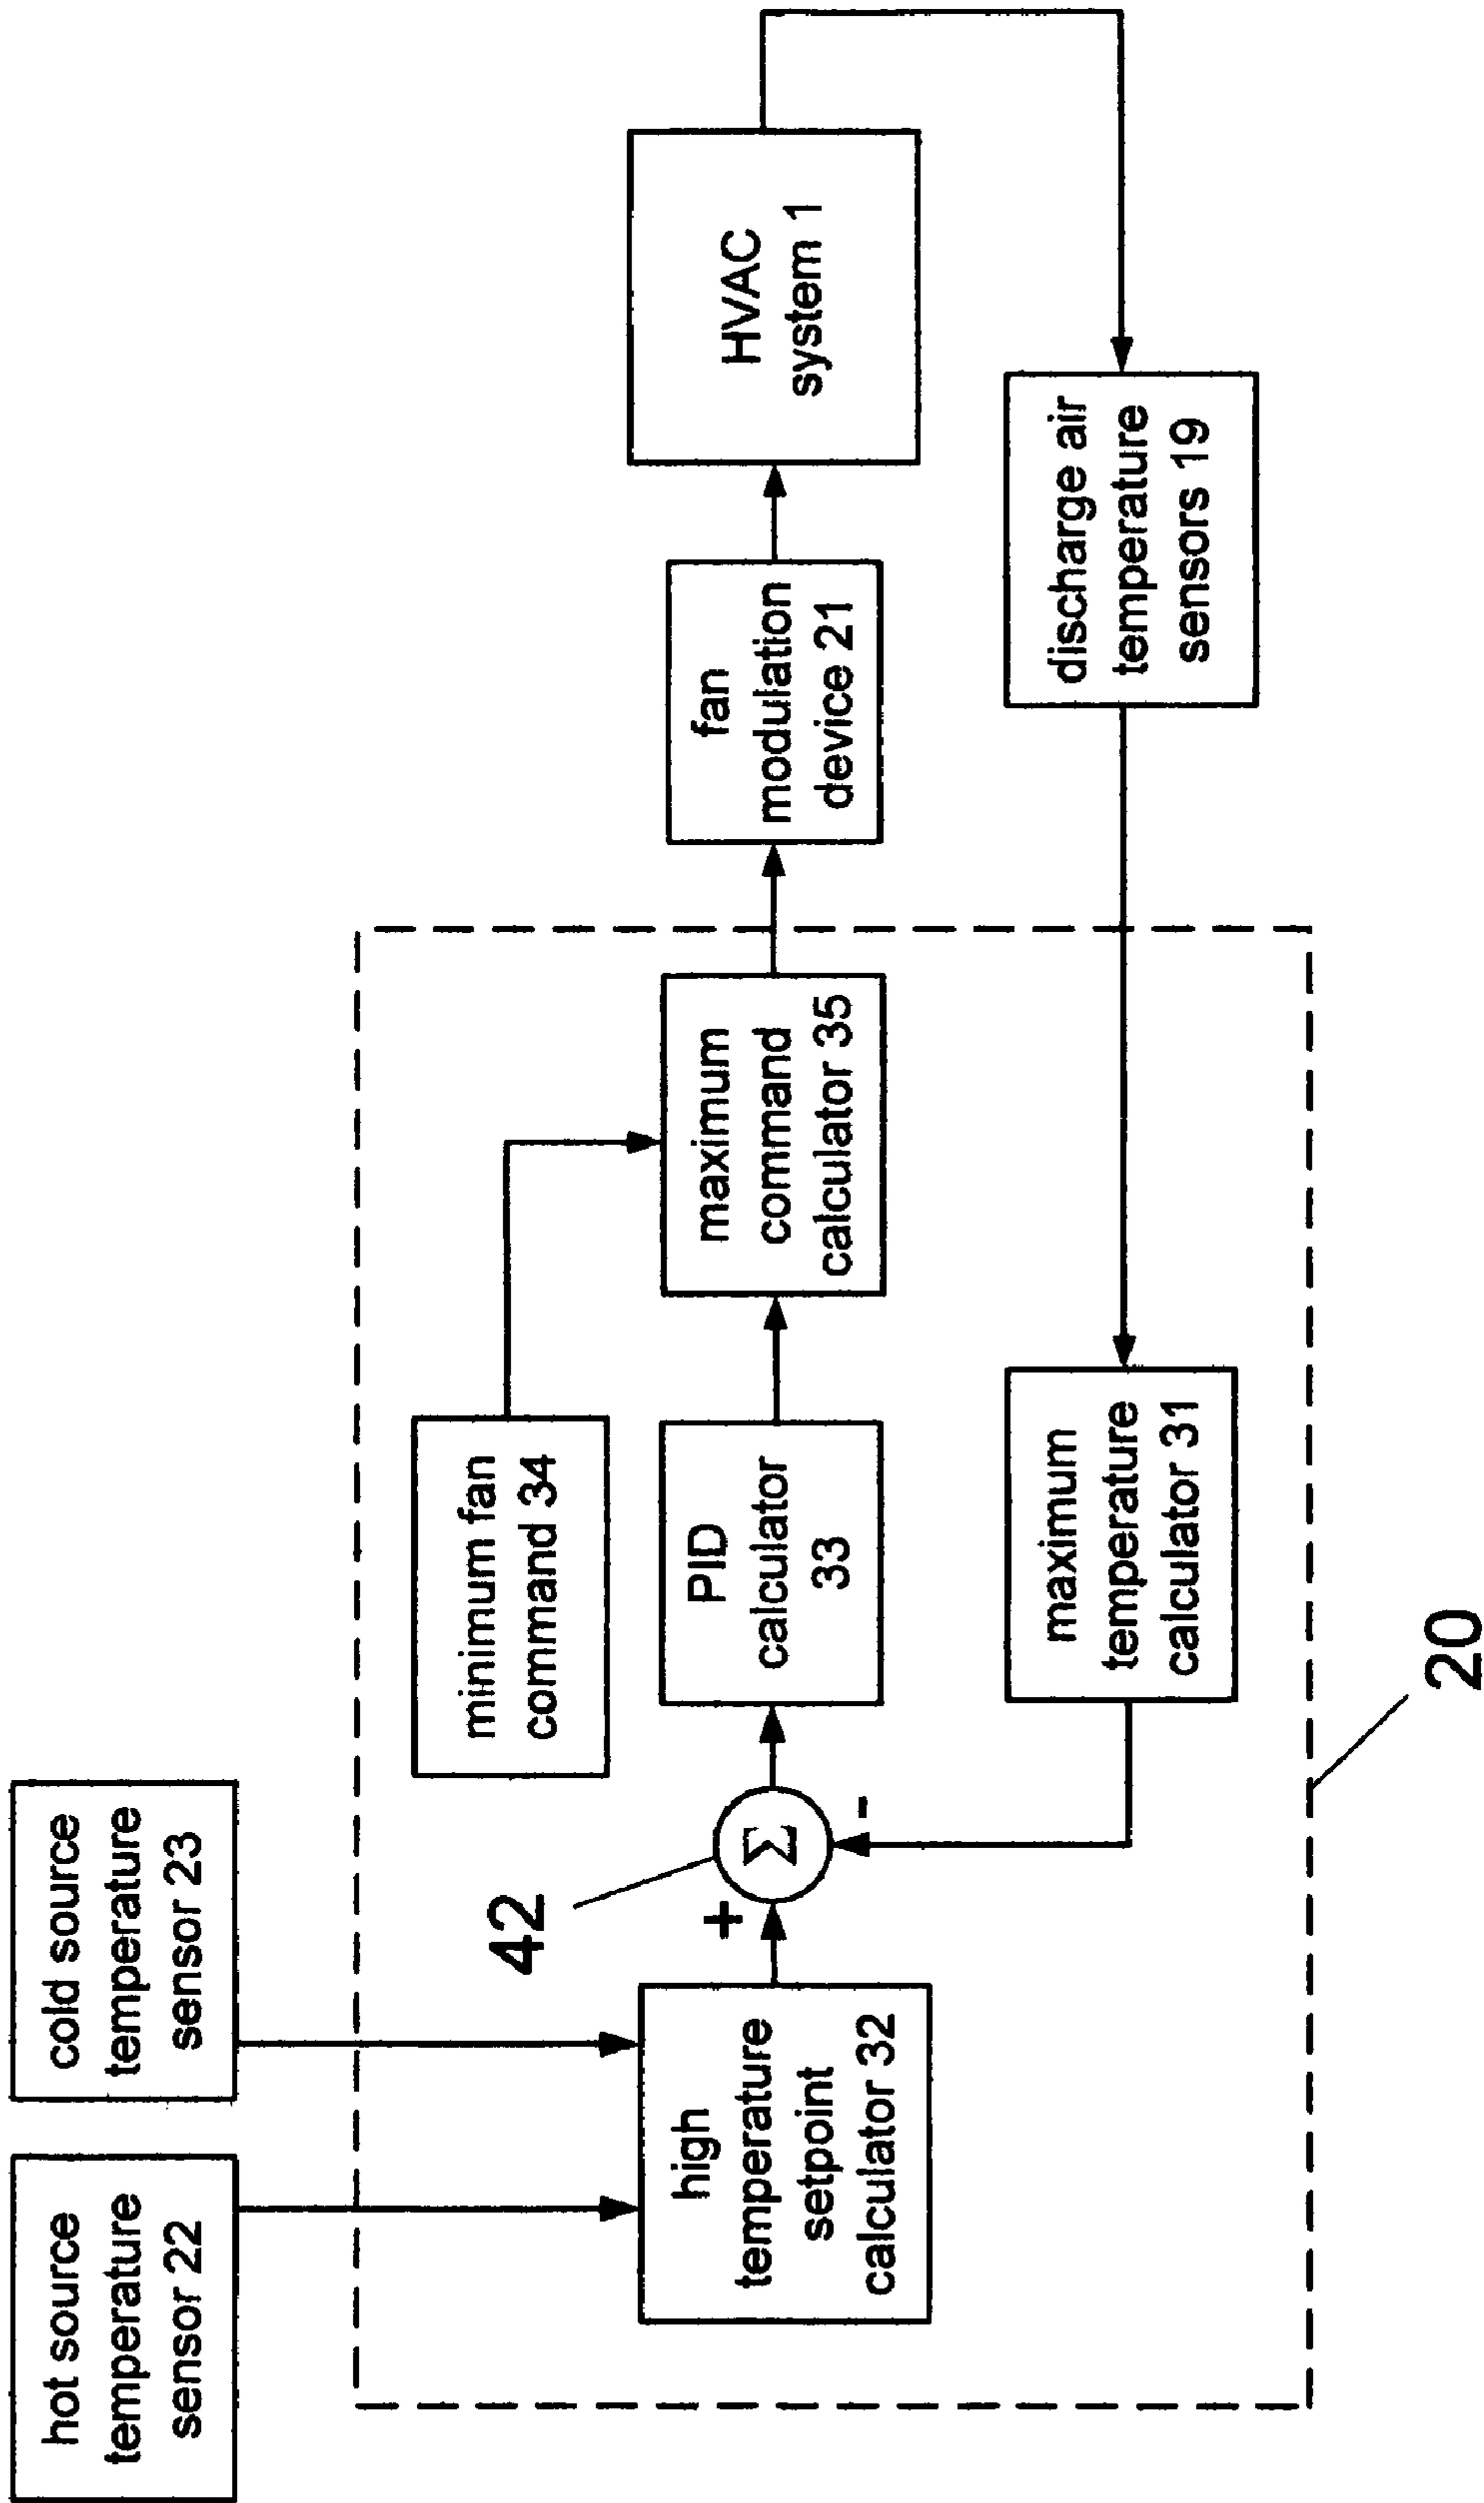 hot source
temperature
sensor 22
cold source
temperature
sensor 23
minimum fan
command 34
42
high
temperature
setpoint
calculator 32
+
Σ
-
PID
calculator
33
maximum
command
calculator 35
fan
modulation
device 21
HVAC
system 1
maximum
temperature
calculator 31
discharge air
temperature
sensors 19
20